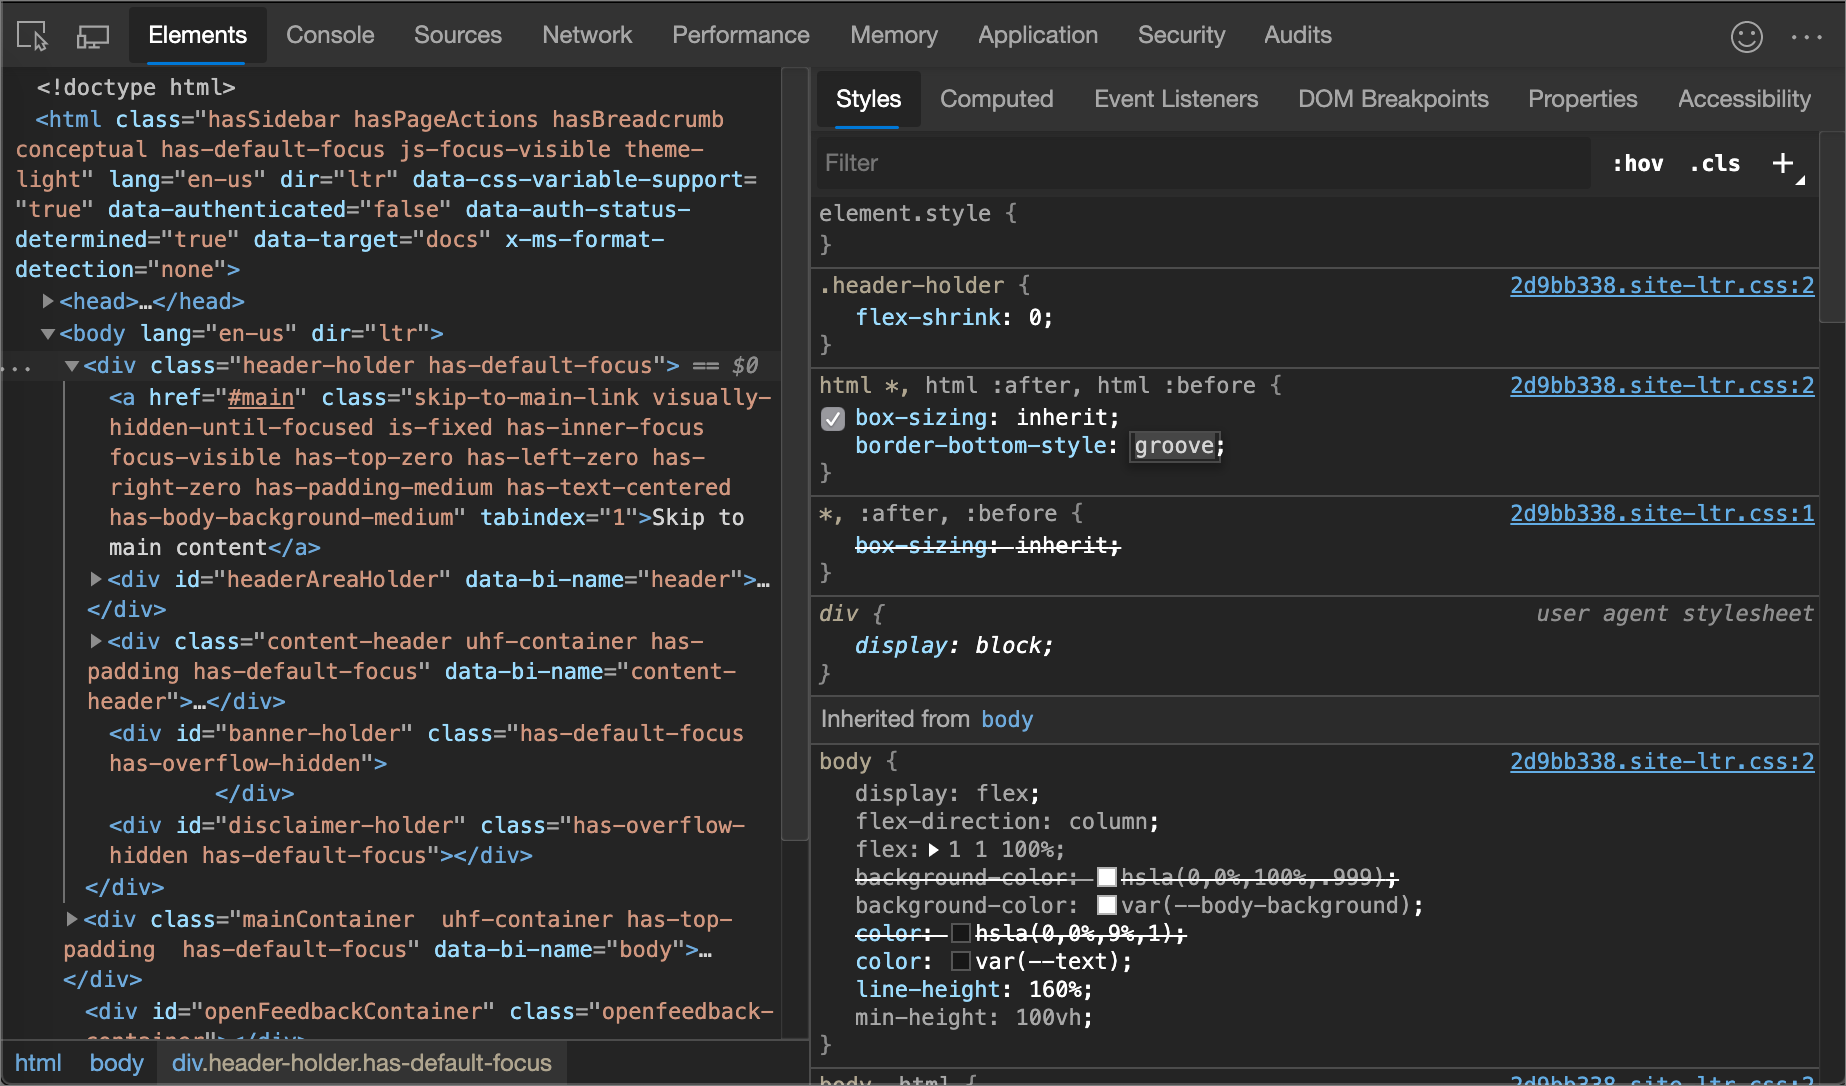 Elements Console Sources Network Performance Memory Application Security Audits
<!doctype html>
<html class="hasSidebar hasPageActions hasBreadcrumb
conceptual has-default-focus js-focus-visible theme-
light" lang="en-us" dir="ltr" data-css-variable-support=
"true" data-authenticated="false" data-auth-status-
determined="true" data-target="docs" x-ms-format-
detection="none">
<head>…</head>
<body lang="en-us" dir="ltr">
... <div class="header-holder has-default-focus"> == $0
<a href="#main" class="skip-to-main-link visually-
hidden-until-focused is-fixed has-inner-focus
focus-visible has-top-zero has-left-zero has-
right-zero has-padding-medium has-text-centered
has-body-background-medium" tabindex="1">Skip to
main content</a>
<div id="headerAreaHolder" data-bi-name="header">…
</div>
<div class="content-header uhf-container has-
padding has-default-focus" data-bi-name="content-
header">…</div>
<div id="banner-holder" class="has-default-focus
has-overflow-hidden">
</div>
<div id="disclaimer-holder" class="has-overflow-
hidden has-default-focus"></div>
</div>
<div class="mainContainer  uhf-container has-top-
padding  has-default-focus" data-bi-name="body">…
</div>
<div id="openFeedbackContainer" class="openfeedback-
container"></div>
html body div.header-holder.has-default-focus
Styles Computed Event Listeners DOM Breakpoints Properties Accessibility
Filter :hov .cls +
element.style {
}
.header-holder { 2d9bb338.site-ltr.css:2
flex-shrink: 0;
}
html *, html :after, html :before { 2d9bb338.site-ltr.css:2
box-sizing: inherit;
border-bottom-style: groove;
}
*, :after, :before { 2d9bb338.site-ltr.css:1
box-sizing: inherit;
}
div { user agent stylesheet
display: block;
}
Inherited from body
body { 2d9bb338.site-ltr.css:2
display: flex;
flex-direction: column;
flex: 1 1 100%;
background-color: hsla(0,0%,100%,.999);
background-color: var(--body-background);
color: hsla(0,0%,9%,1);
color: var(--text);
line-height: 160%;
min-height: 100vh;
}
body, html { 2d9bb338.site-ltr.css:2